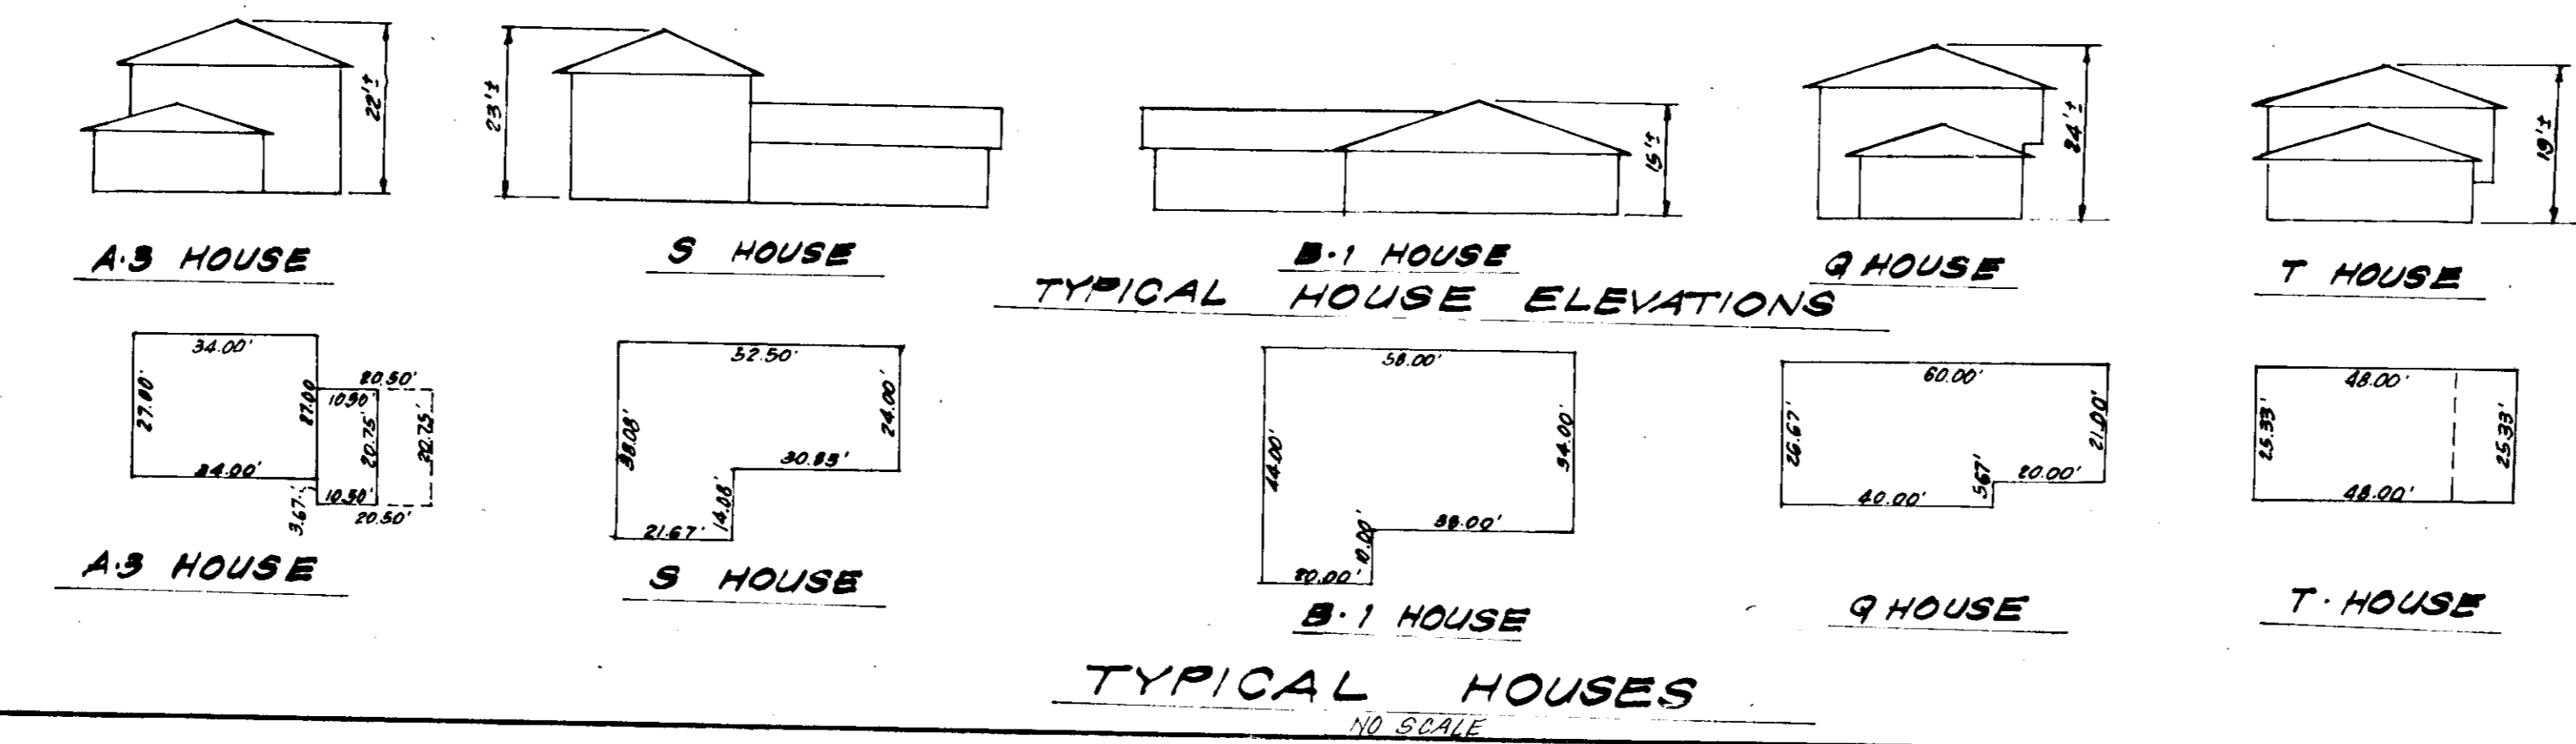 22'±
23'±
15'±
24'±
19'±
A·3 HOUSE
S HOUSE
B·1 HOUSE
Q HOUSE
T HOUSE
TYPICAL HOUSE ELEVATIONS
34.00'
27.00'
27.00
34.00'
20.50'
10.50'
20.75'
20.75'
10.50'
20.50'
3.67'
A·3 HOUSE
52.50'
38.08'
24.00'
30.83'
14.08'
21.67'
S HOUSE
58.00'
44.00'
34.00'
38.00'
10.00'
20.00'
B·1 HOUSE
60.00'
26.67'
21.00'
20.00'
5.67'
40.00'
Q HOUSE
48.00'
25.33'
25.33'
48.00'
T· HOUSE
TYPICAL HOUSES
NO SCALE